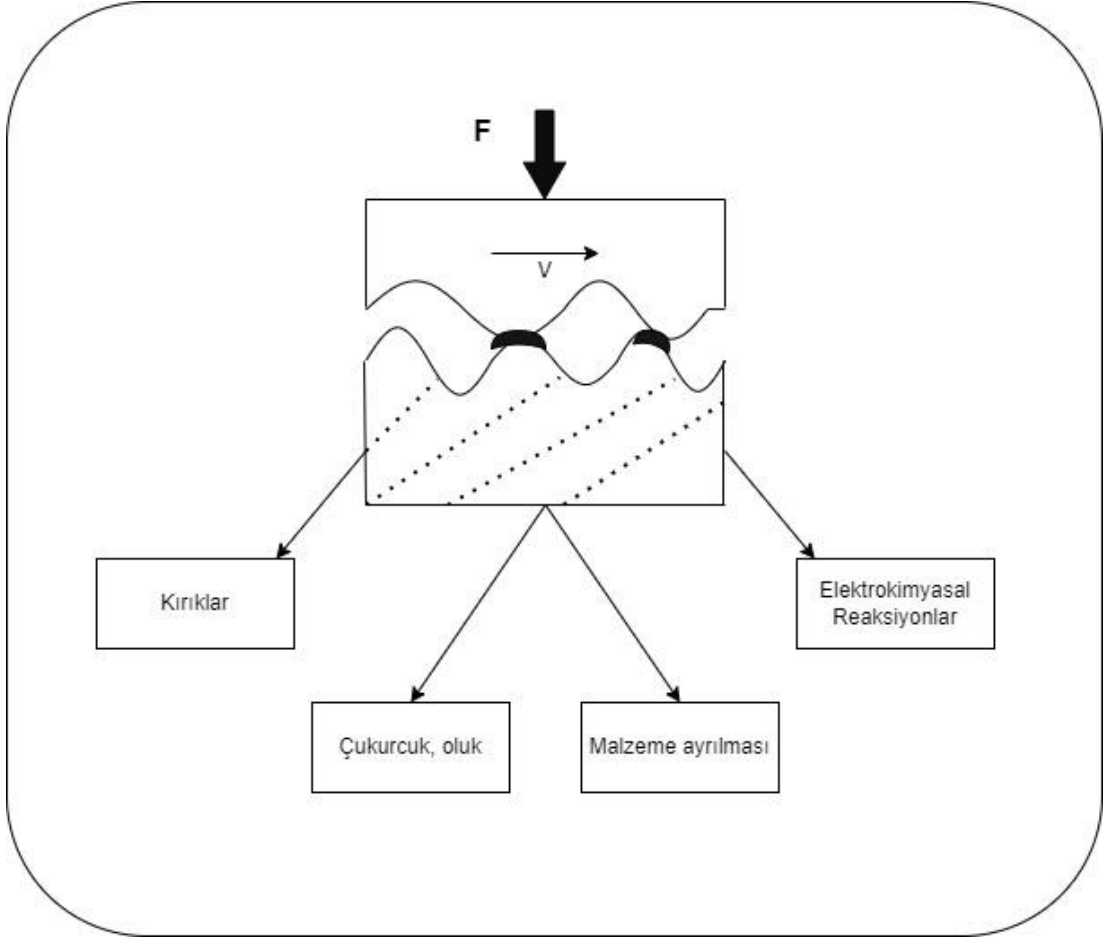 F
V
Kırıklar
Elektrokimyasal
Reaksiyonlar
Çukurcuk, oluk
Malzeme ayrılması